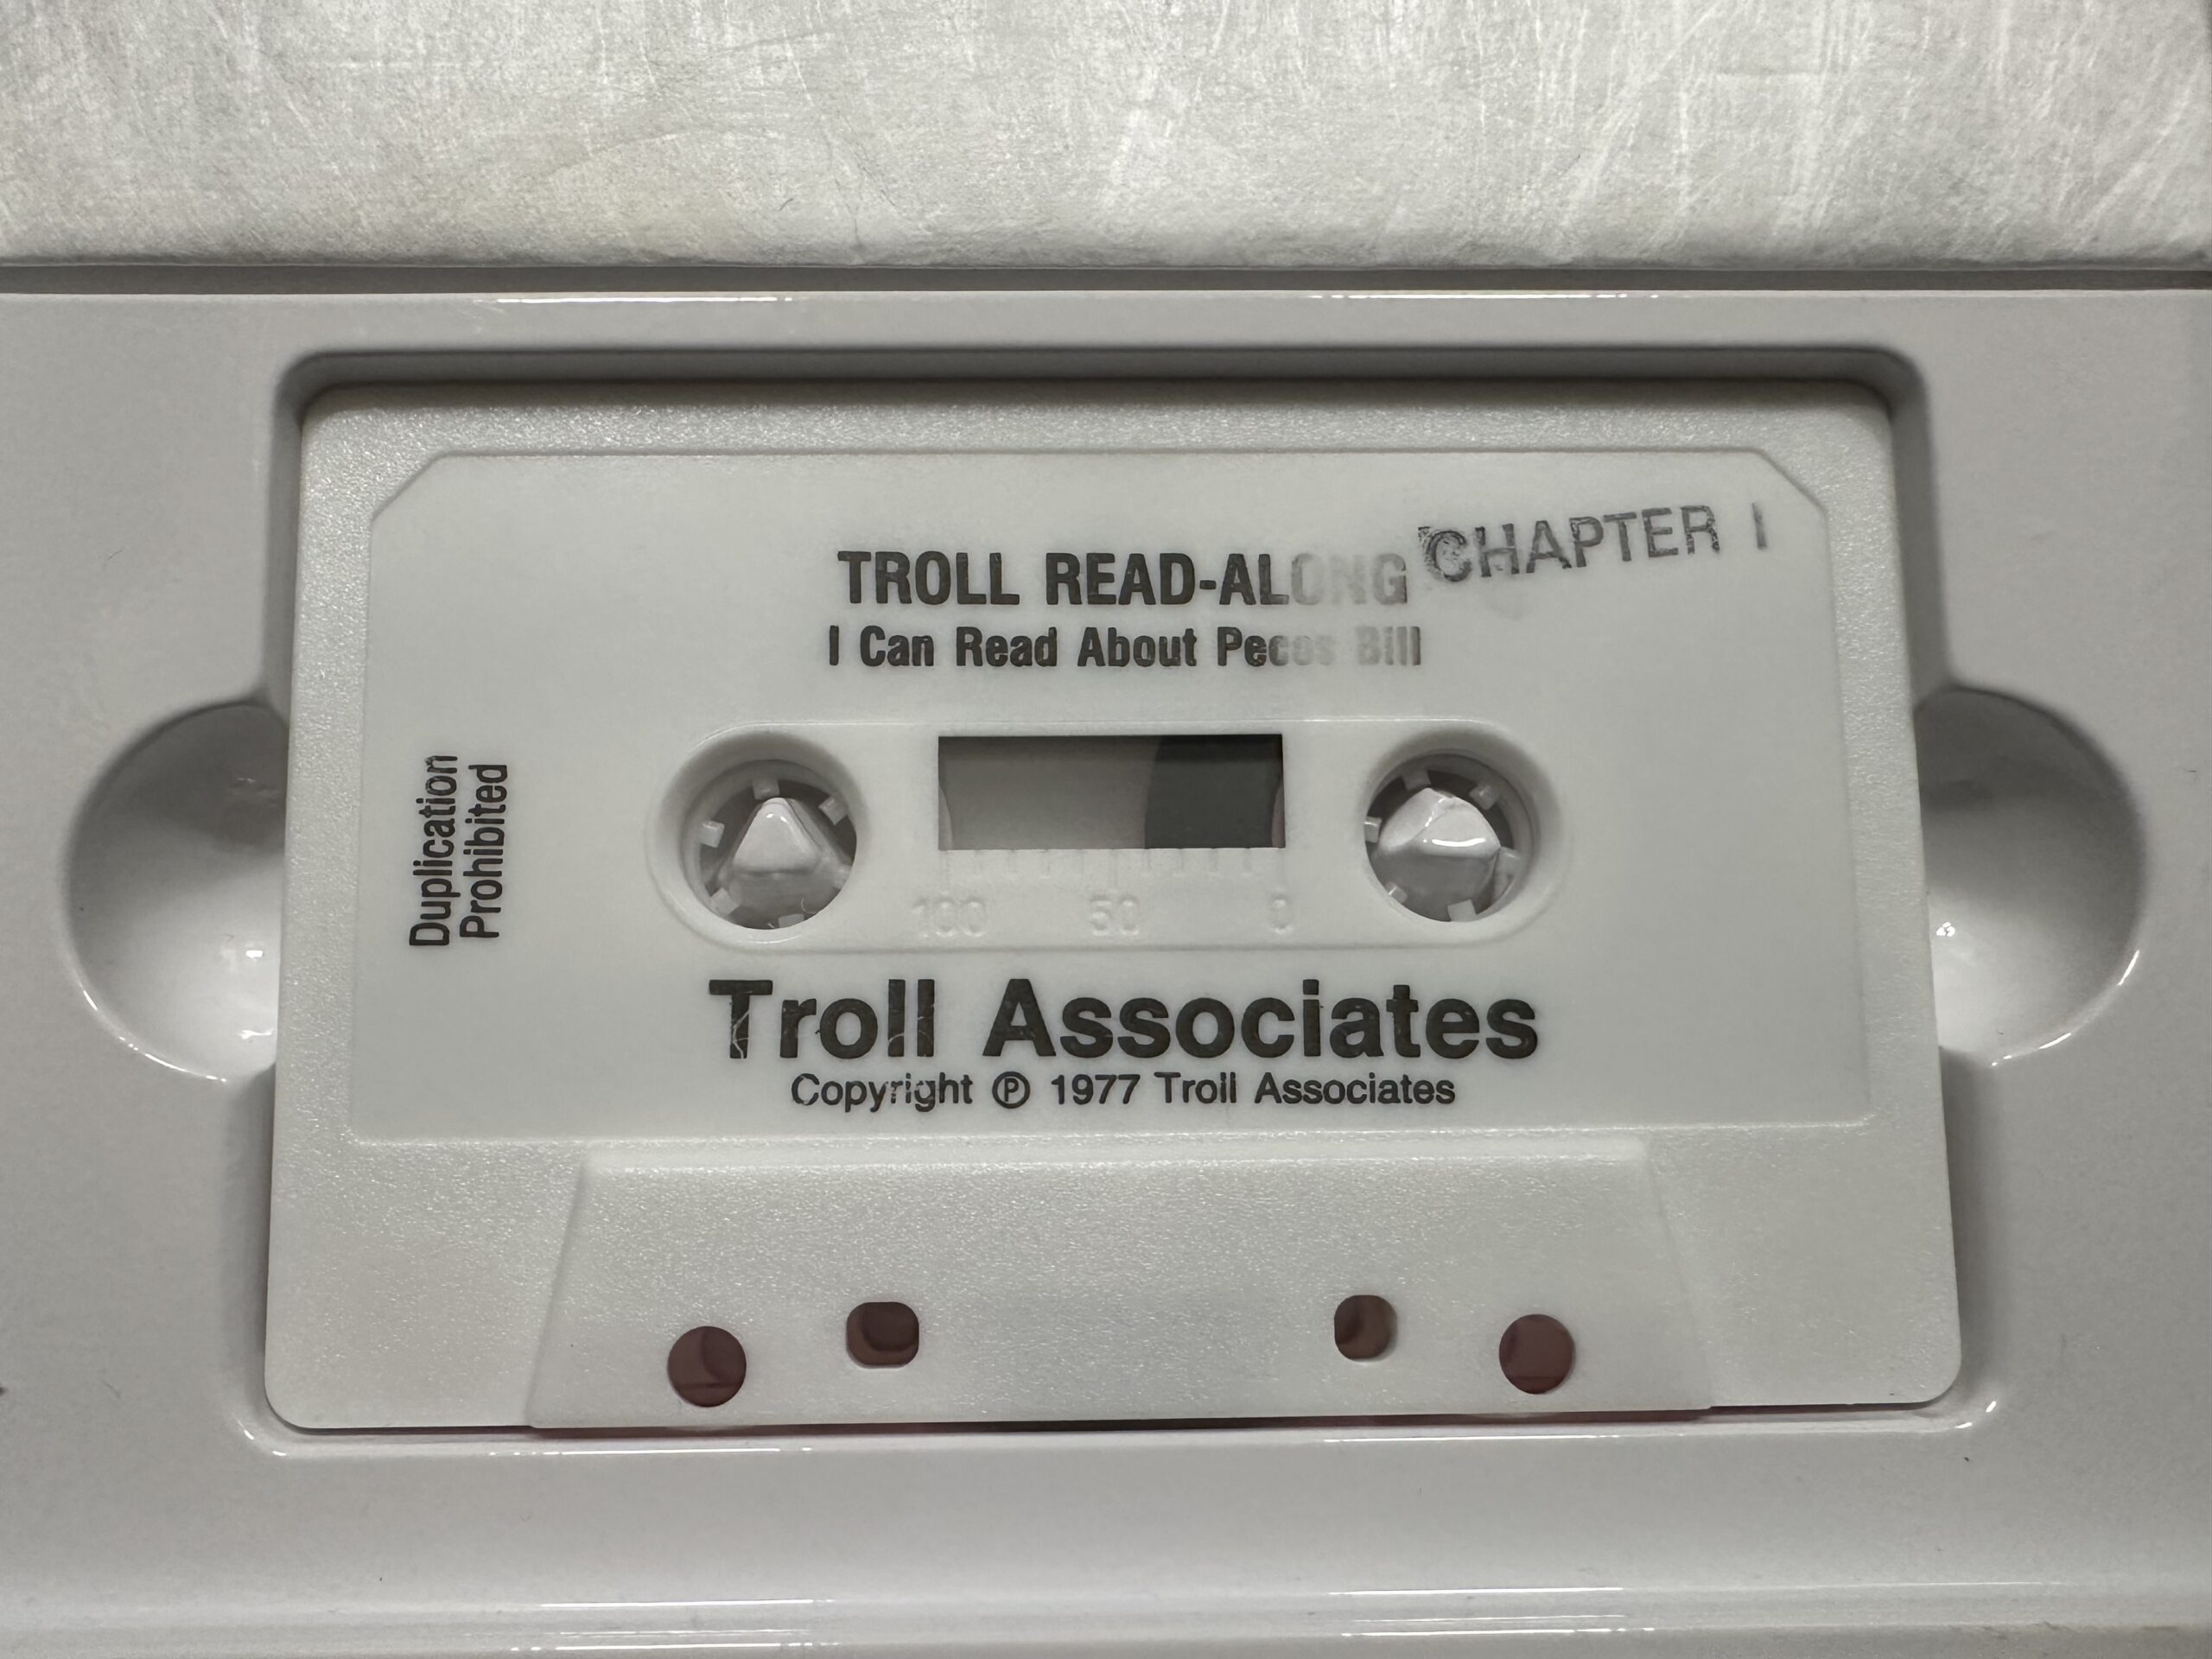 CHAPTER I
TROLL READ-ALONG
I Can Read About Pecos Bill
Duplication
Prohibited
100 50 0
Troll Associates
Copyright Ⓟ 1977 Troll Associates